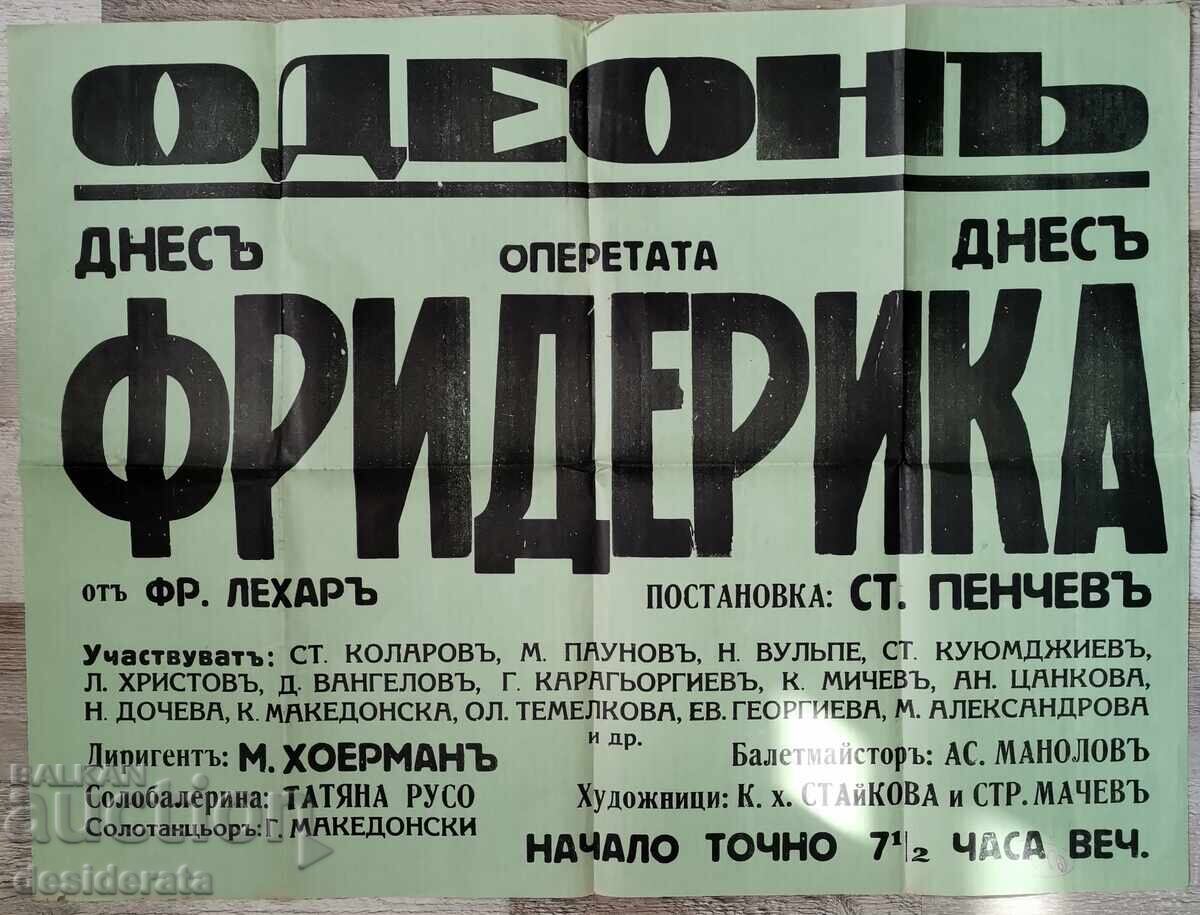 ОДЕОНЪ
ДНЕСЪ ОПЕРЕТАТА ДНЕСЪ
ФРИДЕРИКА
отъ ФР. ЛЕХАРЪ ПОСТАНОВКА: СТ. ПЕНЧЕВЪ
Участвуватъ: СТ. КОЛАРОВЪ, М. ПАУНОВЪ, Н. ВУЛЬПЕ, СТ. КУЮМДЖИЕВЪ,
Л. ХРИСТОВЪ, Д. ВАНГЕЛОВЪ, Г. КАРАГЬОРГИЕВЪ, К. МИЧЕВЪ, АН. ЦАНКОВА,
Н. ДОЧЕВА, К. МАКЕДОНСКА, ОЛ. ТЕМЕЛКОВА, ЕВ. ГЕОРГИЕВА, М. АЛЕКСАНДРОВА
и др.
Диригентъ: М. ХОЕРМАНЪ Балетмайсторъ: АС. МАНОЛОВЪ
Солобалерина: ТАТЯНА РУСО Художници: К. х. СТАйКОВА и СТР. МАЧЕВЪ
Солотанцьоръ: Г. МАКЕДОНСКИ
НАЧАЛО ТОЧНО 7 1/2 ЧАСА ВЕЧ.
BALKAN
auction
desiderata